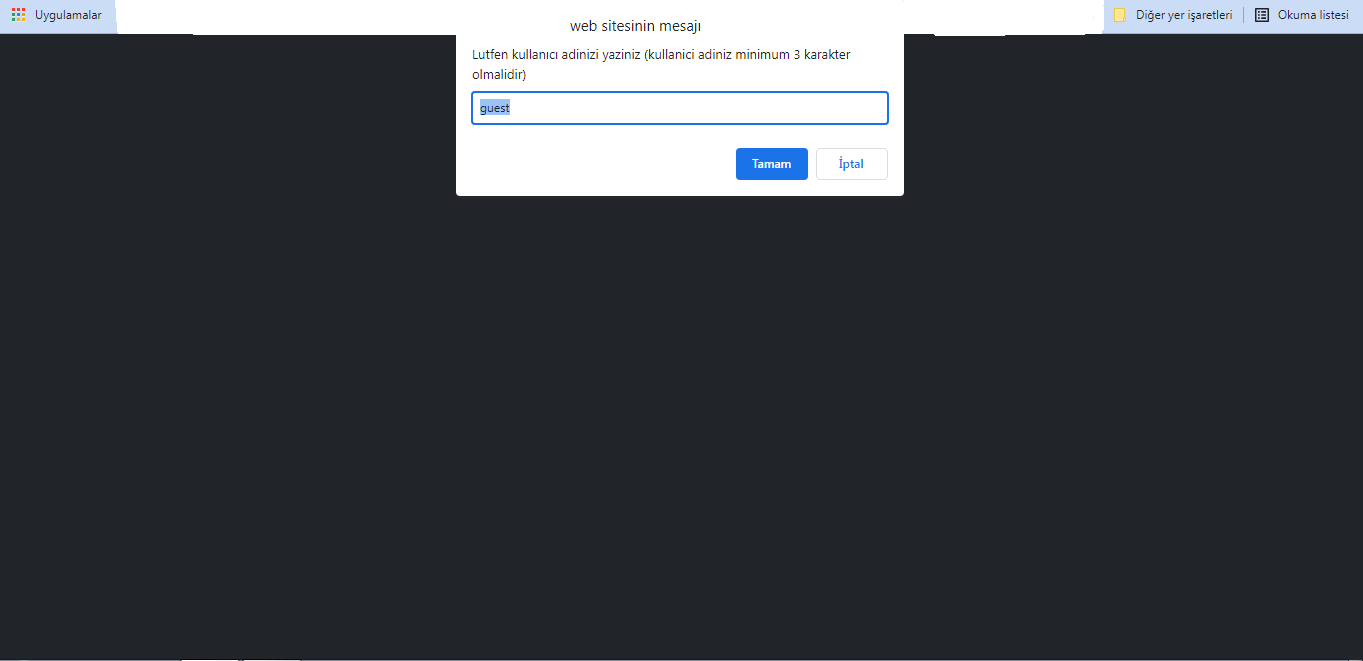 Uygulamalar
Diğer yer işaretleri
Okuma listesi
web sitesinin mesajı
Lutfen kullanıcı adinizi yaziniz (kullanici adiniz minimum 3 karakter
olmalidir)
guest
Tamam
İptal